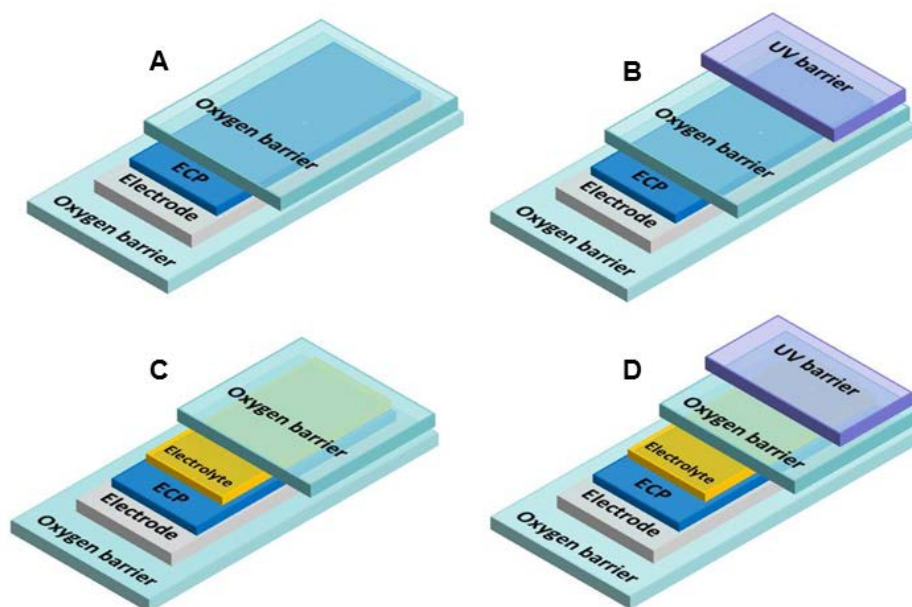 A
Oxygen barrier
ECP
Electrode
Oxygen barrier
B
UV barrier
Oxygen barrier
ECP
Electrode
Oxygen barrier
C
Oxygen barrier
Electrolyte
ECP
Electrode
Oxygen barrier
D
UV barrier
Oxygen barrier
Electrolyte
ECP
Electrode
Oxygen barrier